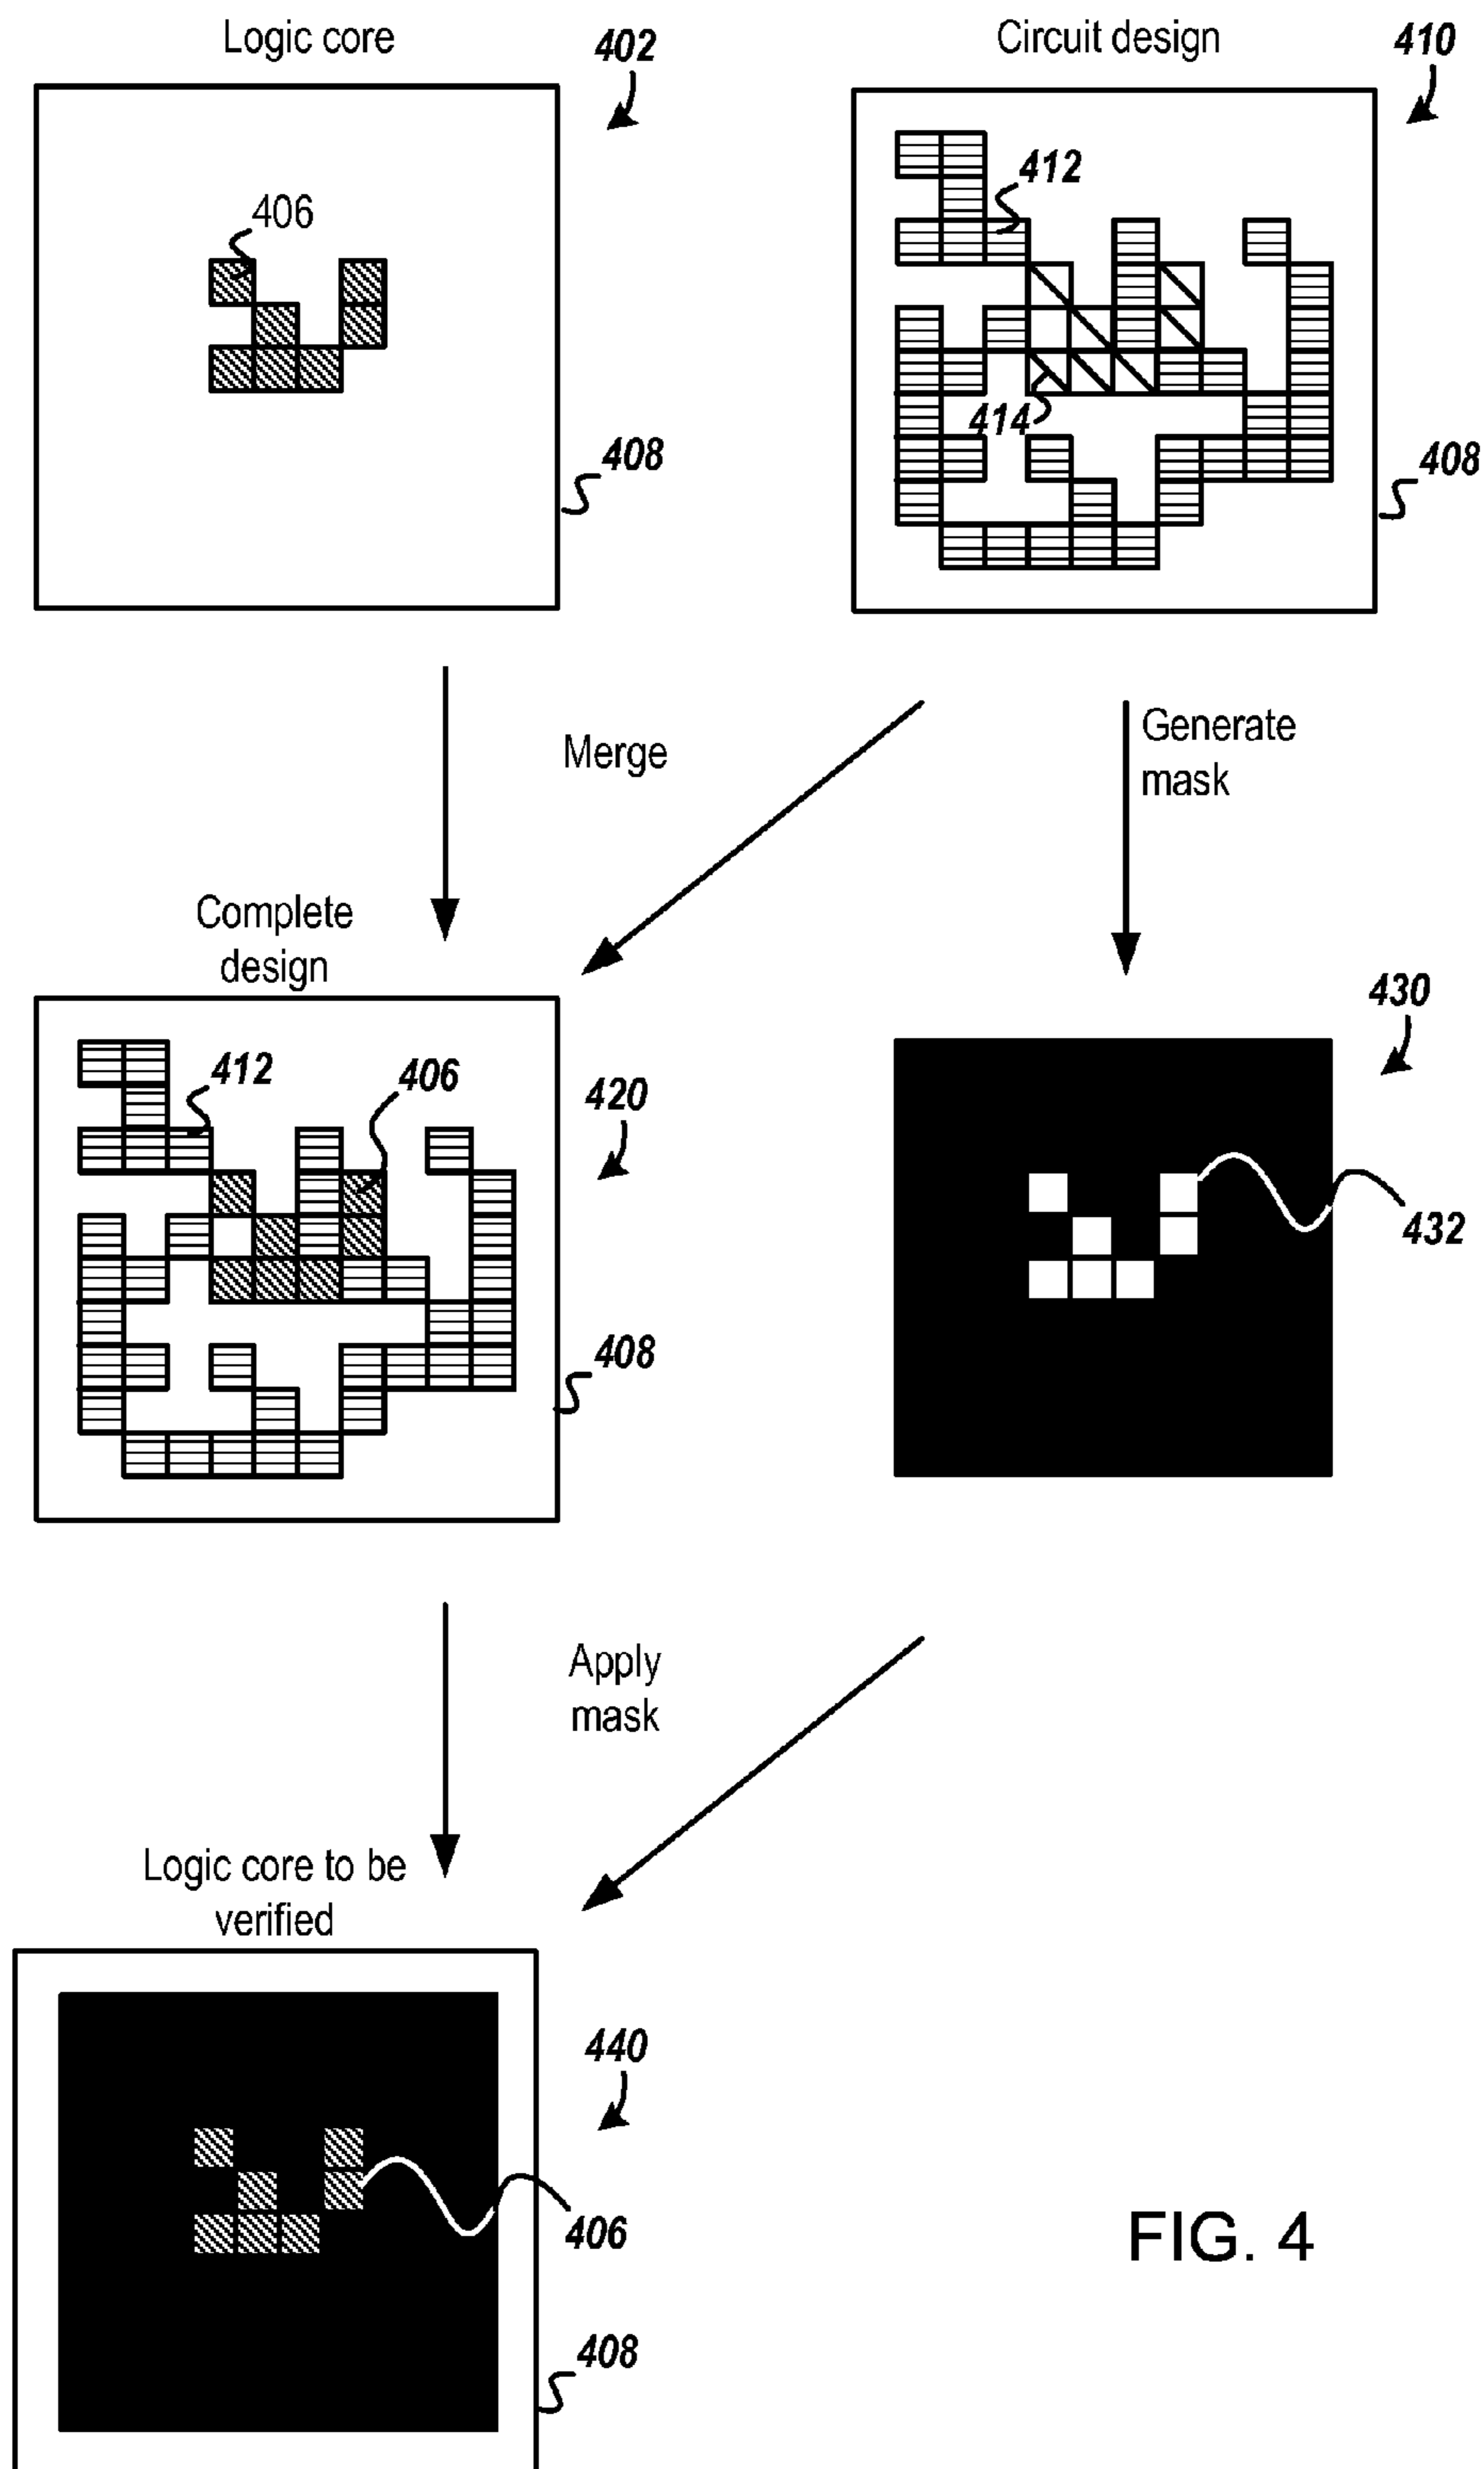 Logic core
402
Circuit design
410
406
412
414
408
408
Merge
Generate
mask
Complete
design
430
412
406
420
432
408
Apply
mask
Logic core to be
verified
440
406
408
FIG. 4